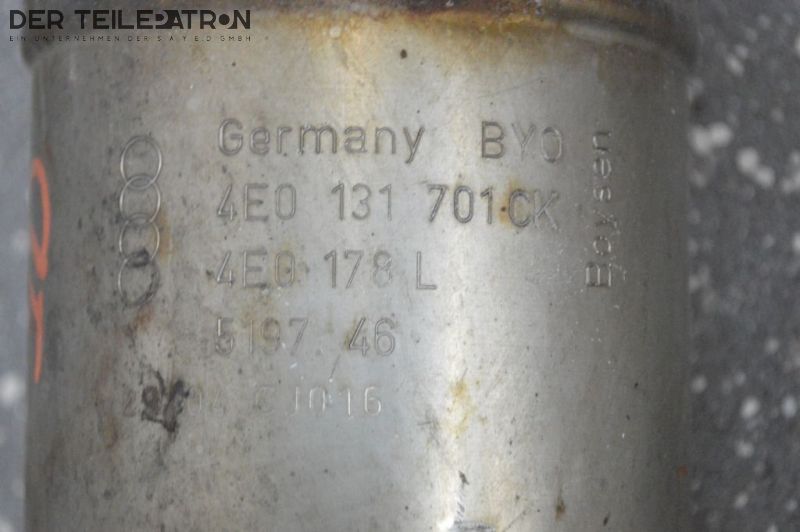 DER TEILEPATRON
EIN UNTERNEHMEN DER S A Y E D GMBH
Germany BYO
4E0 131 701 CK
4E0 178 L
5197 46
Boysen